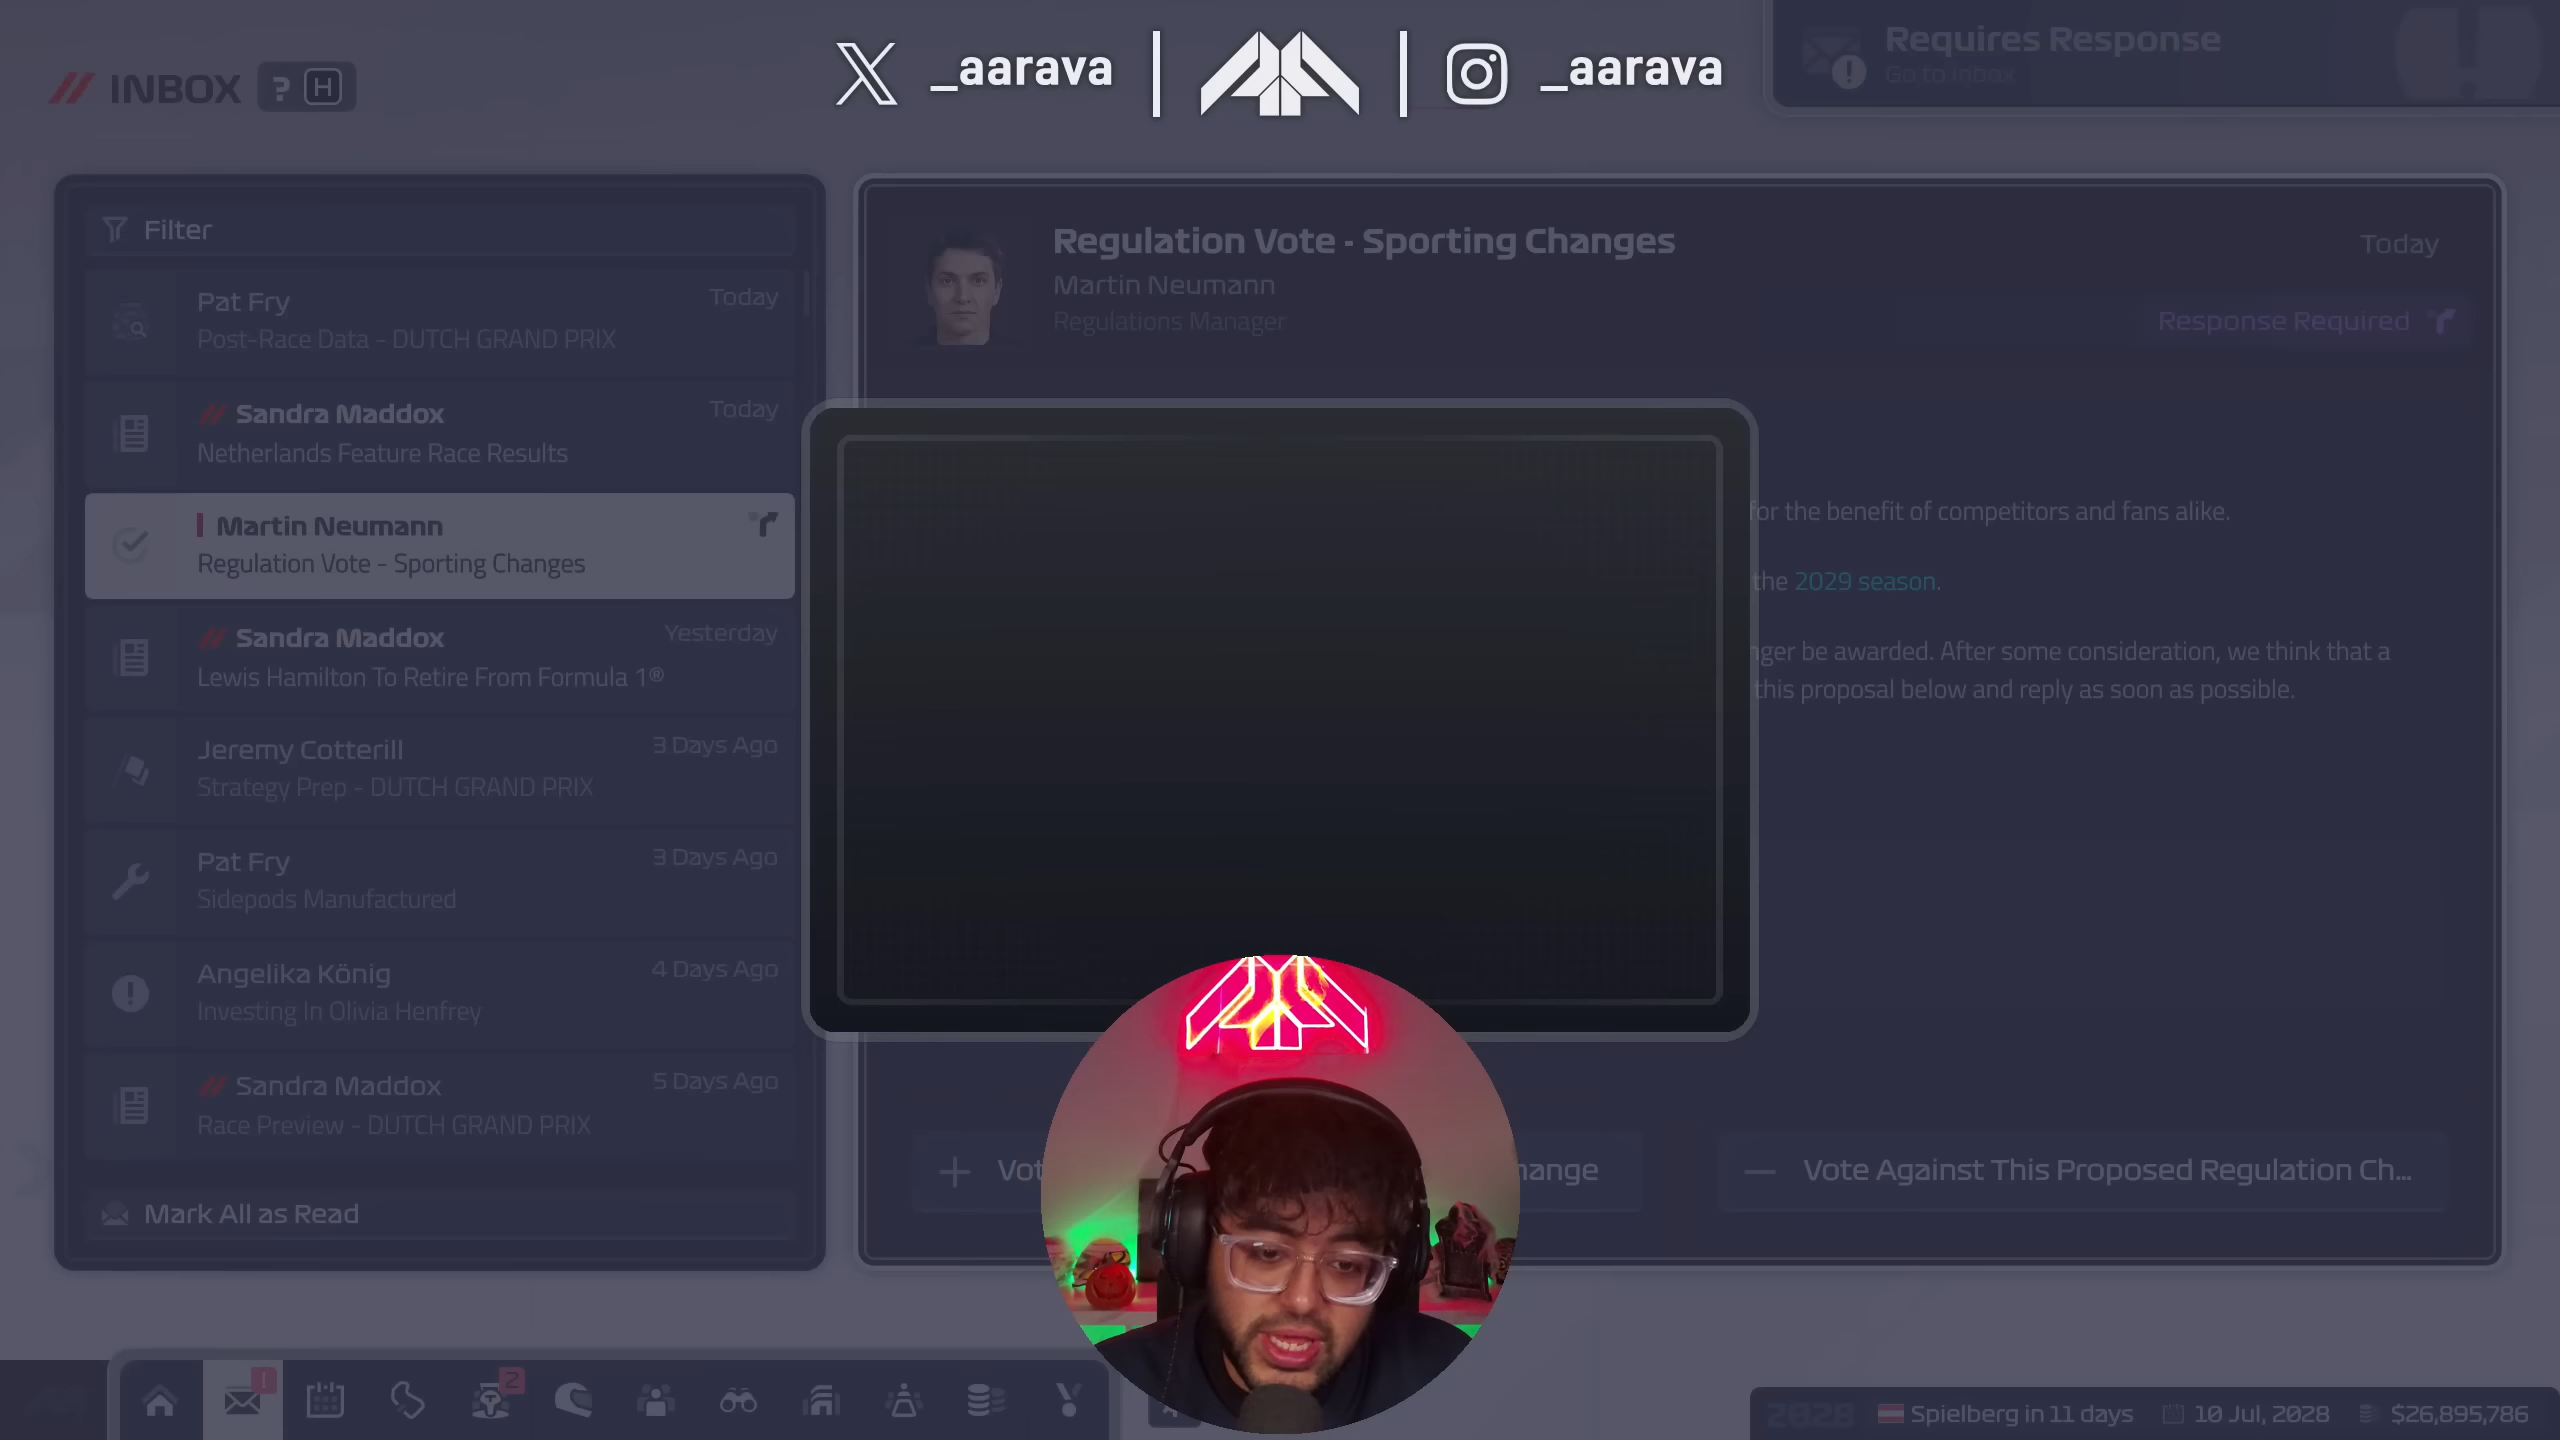 _aarava
_aarava
Requires Response
Go to Inbox
INBOX ? H
Filter
Pat Fry
Today
Post-Race Data - DUTCH GRAND PRIX
Sandra Maddox
Today
Netherlands Feature Race Results
Martin Neumann
Regulation Vote - Sporting Changes
Sandra Maddox
Yesterday
Lewis Hamilton To Retire From Formula 1®
Jeremy Cotterill
3 Days Ago
Strategy Prep - DUTCH GRAND PRIX
Pat Fry
3 Days Ago
Sidepods Manufactured
Angelika König
4 Days Ago
Investing In Olivia Henfrey
Sandra Maddox
5 Days Ago
Race Preview - DUTCH GRAND PRIX
Mark All as Read
Regulation Vote - Sporting Changes
Today
Martin Neumann
Regulations Manager
Response Required
for the benefit of competitors and fans alike.
the 2029 season.
be awarded. After some consideration, we think that a
this proposal below and reply as soon as possible.
Vote Against This Proposed Regulation Ch...
! 2
2028 Spielberg in 11 days 10 Jul, 2028 $26,895,786